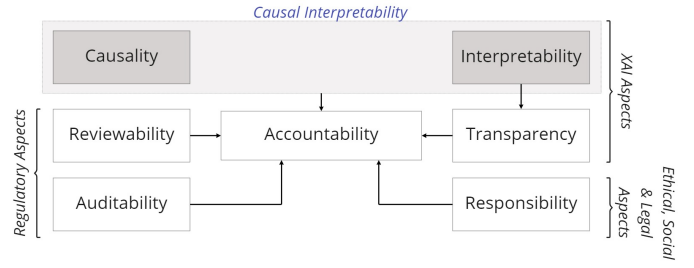 Causal Interpretability
Causality
Interpretability
XAI Aspects
Reviewability
Accountability
Transparency
Regulatory Aspects
Auditability
Responsibility
Ethical, Social
& Legal
Aspects